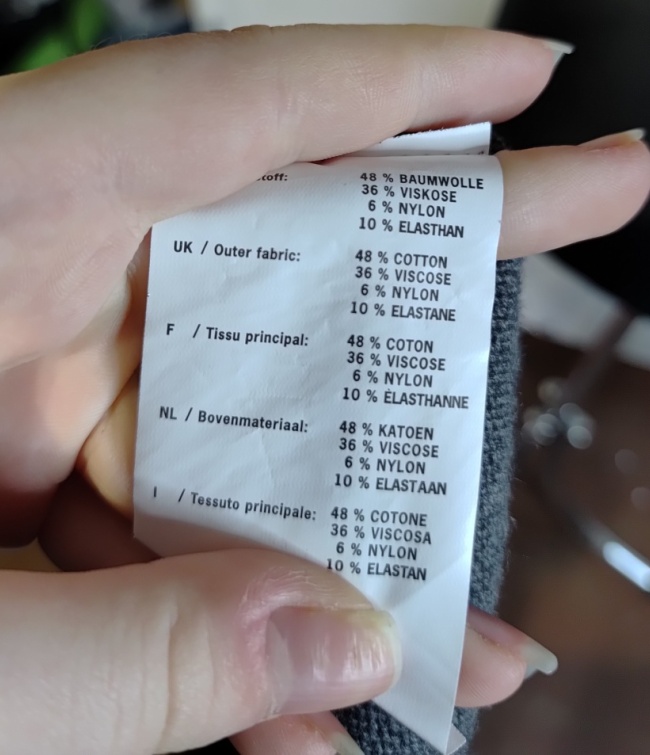 toff: 48 % BAUMWOLLE
36 % VISKOSE
6 % NYLON
10 % ELASTHAN
UK / Outer fabric: 48 % COTTON
36 % VISCOSE
6 % NYLON
10 % ELASTANE
F / Tissu principal: 48 % COTON
36 % VISCOSE
6 % NYLON
10 % ÉLASTHANNE
NL / Bovenmateriaal: 48 % KATOEN
36 % VISCOSE
6 % NYLON
10 % ELASTAAN
I / Tessuto principale: 48 % COTONE
36 % VISCOSA
6 % NYLON
10 % ELASTAN